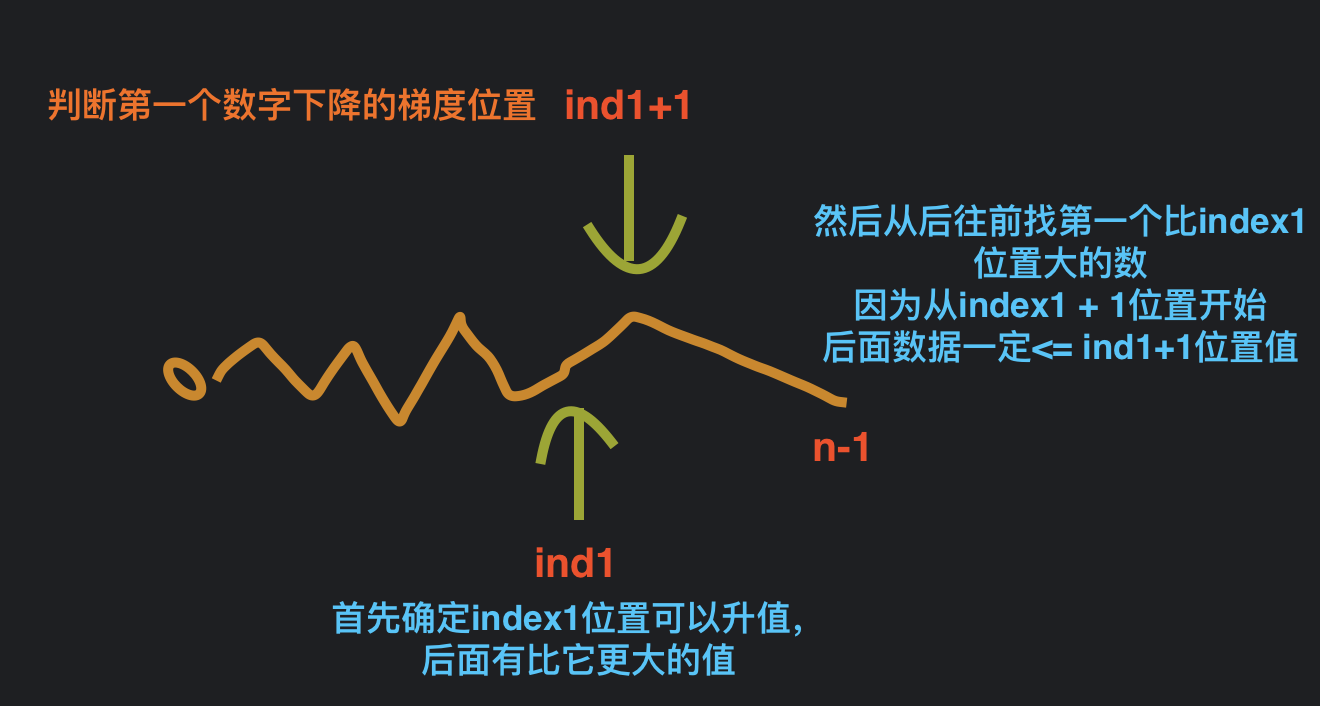 判断第一个数字下降的梯度位置 ind1+1
然后从后往前找第一个比index1
位置大的数
因为从index1 + 1位置开始
后面数据一定<= ind1+1位置值
n-1
ind1
首先确定index1位置可以升值，
后面有比它更大的值